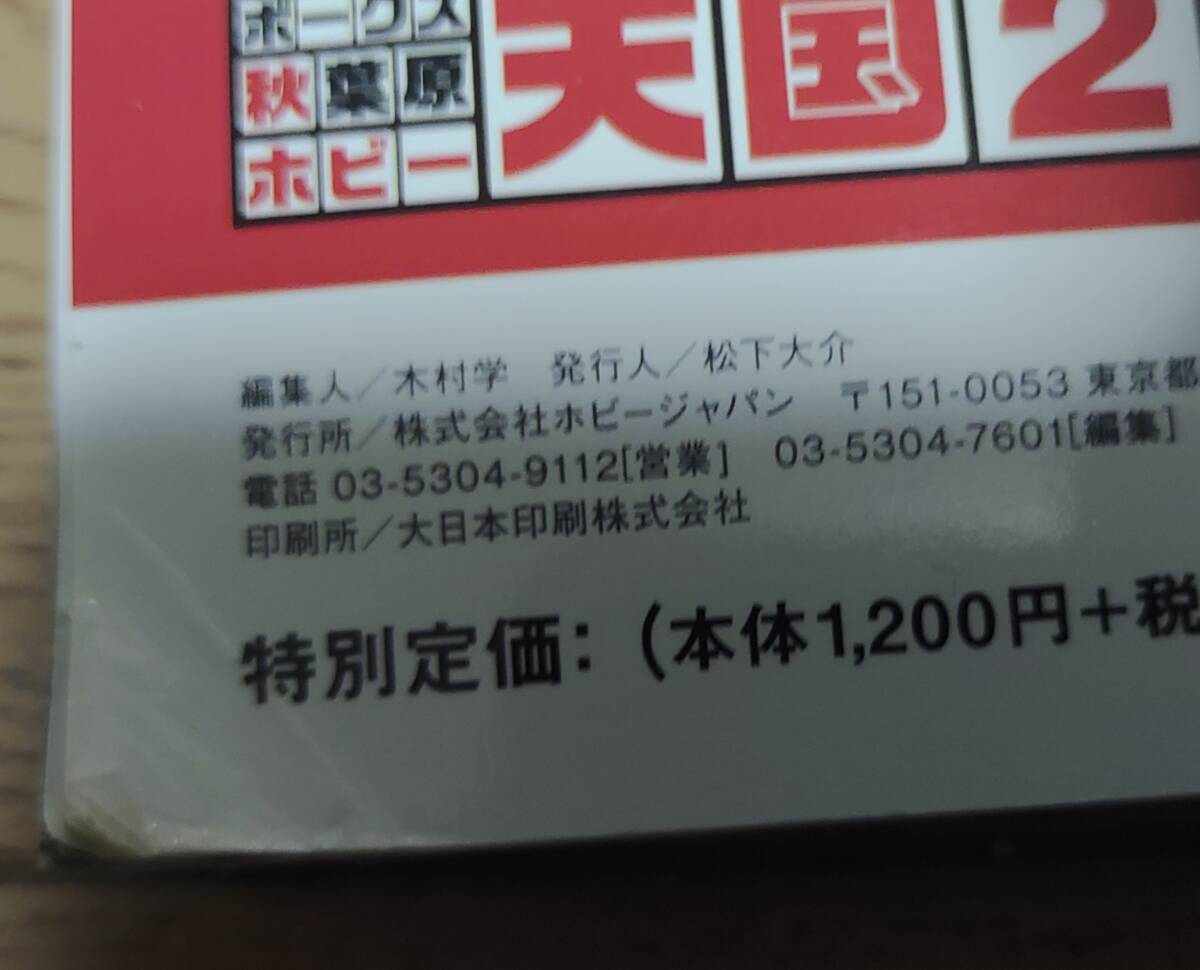 ボークス
秋葉原
ホビー
天国2
編集人／木村学　発行人／松下大介
発行所／株式会社ホビージャパン　〒151-0053 東京都
電話 03-5304-9112[営業]　03-5304-7601[編集]
印刷所／大日本印刷株式会社
特別定価：(本体1,200円＋税